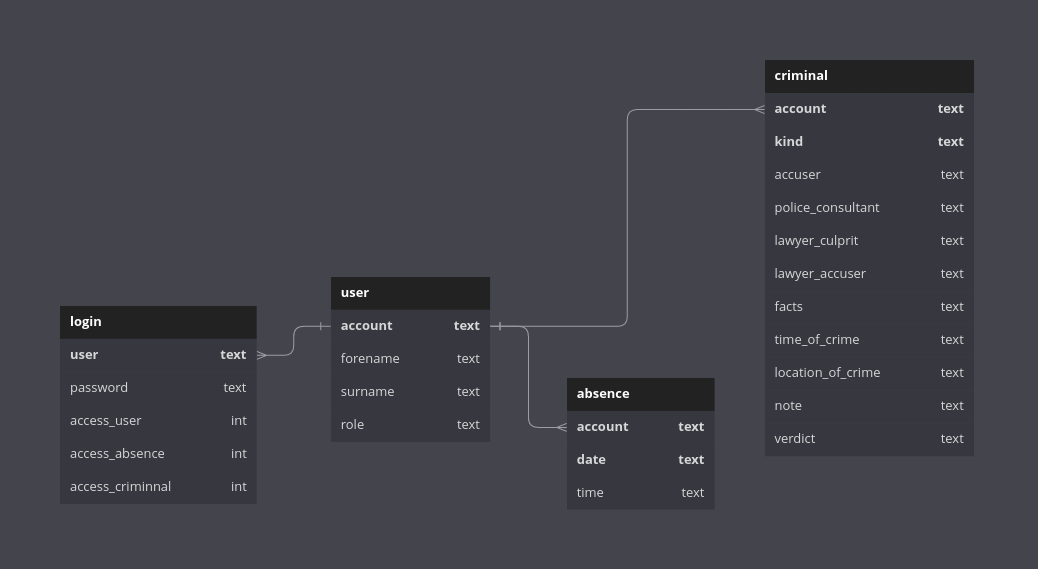 login
user text
password text
access_user int
access_absence int
access_criminnal int
user
account text
forename text
surname text
role text
absence
account text
date text
time text
criminal
account text
kind text
accuser text
police_consultant text
lawyer_culprit text
lawyer_accuser text
facts text
time_of_crime text
location_of_crime text
note text
verdict text